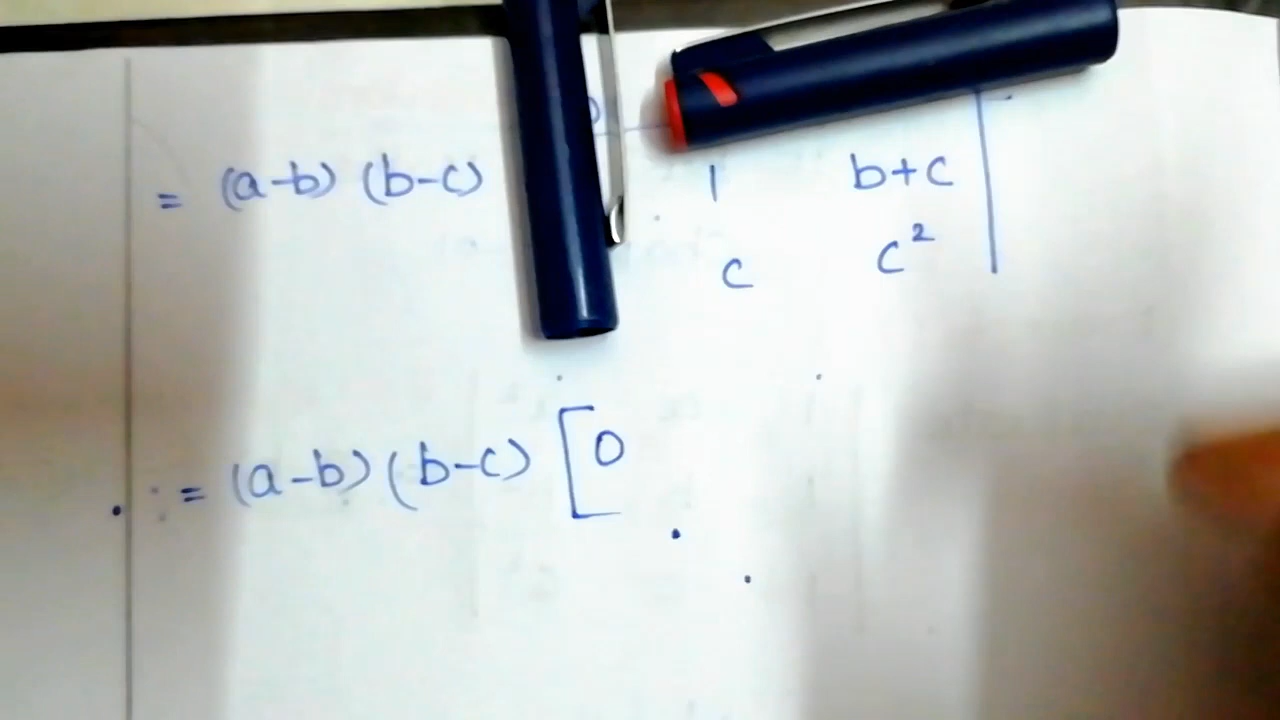 = (a-b) (b-c) 1 b+c
c c²
= (a-b) (b-c) [0